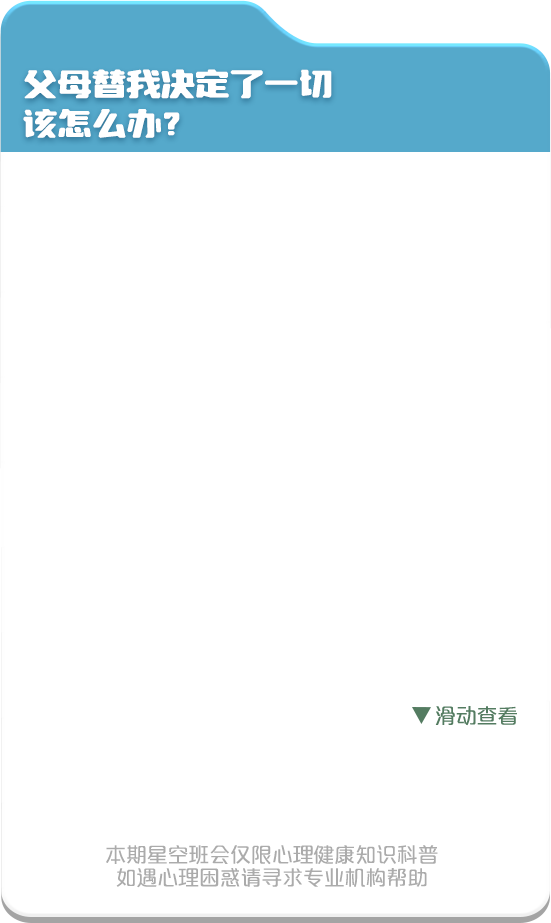 父母替我决定了一切
该怎么办?
▼滑动查看
本期星空班会仅限心理健康知识科普
如遇心理困惑请寻求专业机构帮助